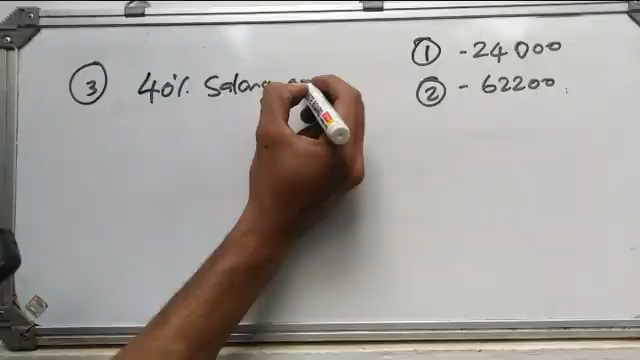 ① - 24000
③ 40% Salary
② - 62200